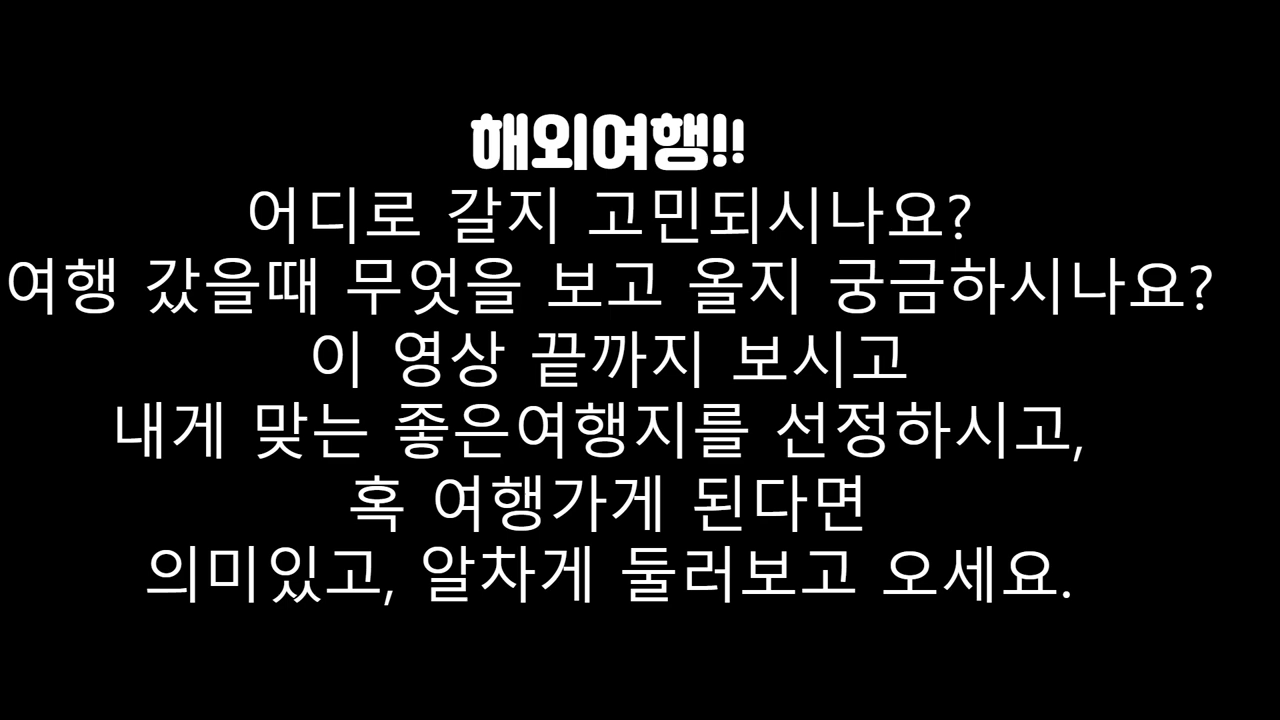 해외여행!!
어디로 갈지 고민되시나요?
여행 갔을때 무엇을 보고 올지 궁금하시나요?
이 영상 끝까지 보시고
내게 맞는 좋은여행지를 선정하시고,
혹 여행가게 된다면
의미있고, 알차게 둘러보고 오세요.